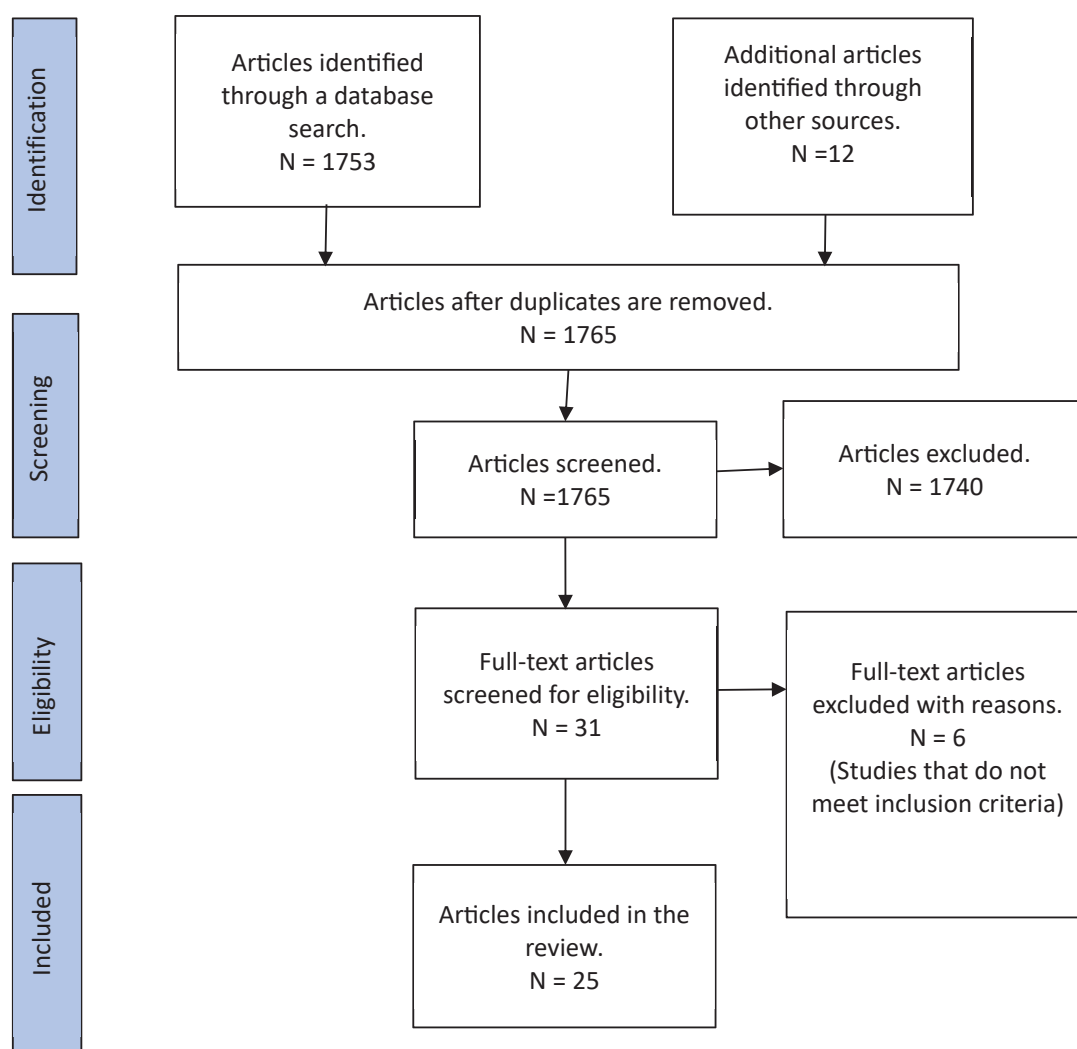 Identification
Articles identified
through a database
search.
N = 1753
Additional articles
identified through
other sources.
N =12
Articles after duplicates are removed.
N = 1765
Screening
Articles screened.
N =1765
Articles excluded.
N = 1740
Eligibility
Full-text articles
screened for eligibility.
N = 31
Full-text articles
excluded with reasons.
N = 6
(Studies that do not
meet inclusion criteria)
Included
Articles included in the
review.
N = 25